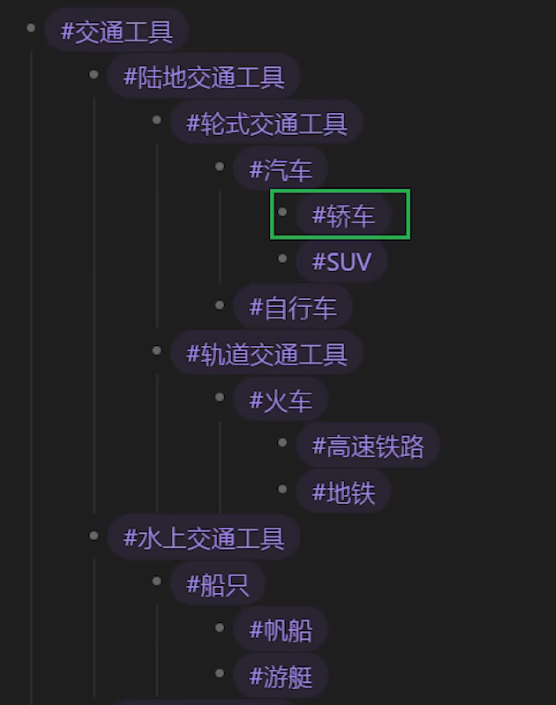 #交通工具
#陆地交通工具
#轮式交通工具
#汽车
#轿车
#SUV
#自行车
#轨道交通工具
#火车
#高速铁路
#地铁
#水上交通工具
#船只
#帆船
#游艇